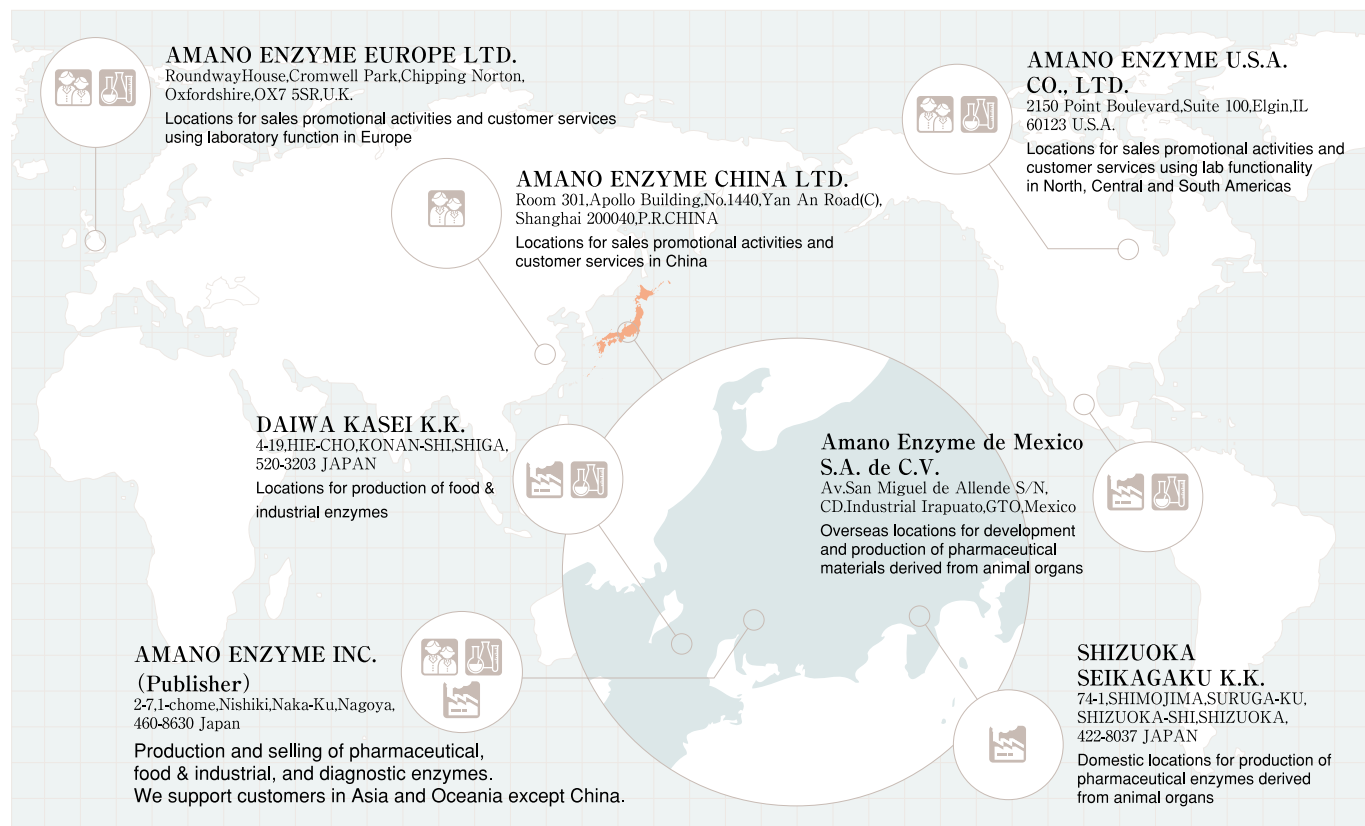 AMANO ENZYME EUROPE LTD.
RoundwayHouse,Cromwell Park,Chipping Norton,
Oxfordshire,OX7 5SR,U.K.
Locations for sales promotional activities and customer services
using laboratory function in Europe
AMANO ENZYME U.S.A.
CO., LTD.
2150 Point Boulevard,Suite 100,Elgin,IL
60123 U.S.A.
Locations for sales promotional activities and
customer services using lab functionality
in North, Central and South Americas
AMANO ENZYME CHINA LTD.
Room 301,Apollo Building,No.1440,Yan An Road(C),
Shanghai 200040,P.R.CHINA
Locations for sales promotional activities and
customer services in China
DAIWA KASEI K.K.
4-19,HIE-CHO,KONAN-SHI,SHIGA,
520-3203 JAPAN
Locations for production of food &
industrial enzymes
Amano Enzyme de Mexico
S.A. de C.V.
Av.San Miguel de Allende S/N,
CD.Industrial Irapuato,GTO,Mexico
Overseas locations for development
and production of pharmaceutical
materials derived from animal organs
AMANO ENZYME INC.
(Publisher)
2-7,1-chome,Nishiki,Naka-Ku,Nagoya,
460-8630 Japan
Production and selling of pharmaceutical,
food & industrial, and diagnostic enzymes.
We support customers in Asia and Oceania except China.
SHIZUOKA
SEIKAGAKU K.K.
74-1,SHIMOJIMA,SURUGA-KU,
SHIZUOKA-SHI,SHIZUOKA,
422-8037 JAPAN
Domestic locations for production of
pharmaceutical enzymes derived
from animal organs